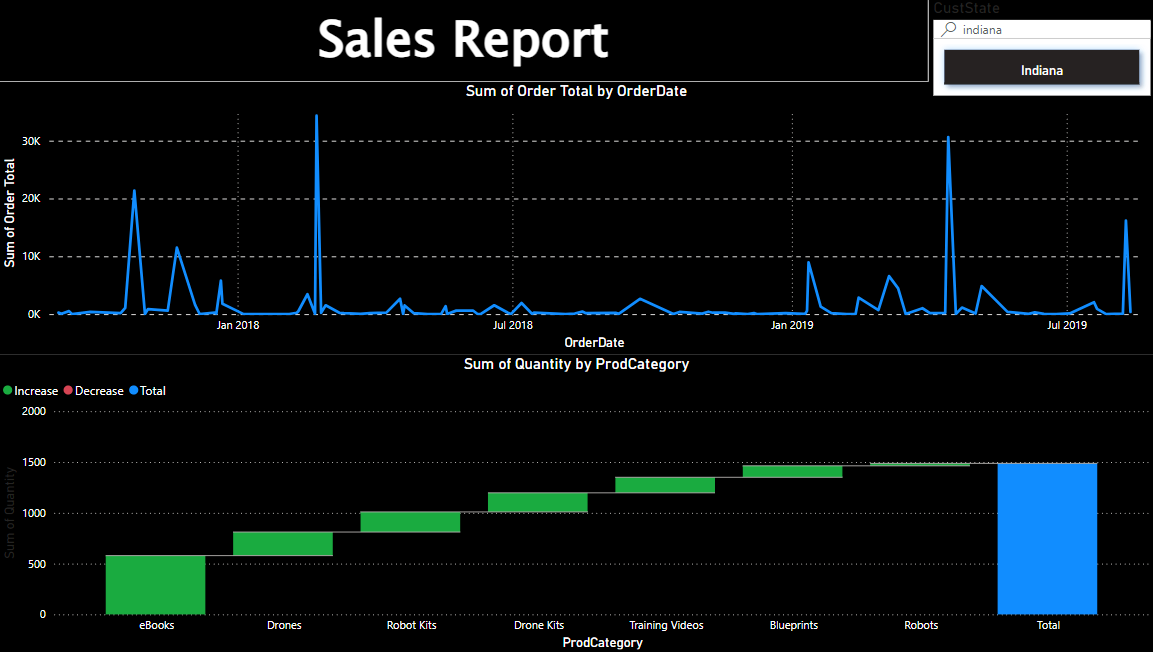 Sales Report
CustState
indiana
Indiana
Sum of Order Total by OrderDate
Sum of Order Total
30K
20K
10K
0K
Jan 2018
Jul 2018
Jan 2019
Jul 2019
OrderDate
Sum of Quantity by ProdCategory
Increase
Decrease
Total
Sum of Quantity
2000
1500
1000
500
0
eBooks
Drones
Robot Kits
Drone Kits
Training Videos
Blueprints
Robots
Total
ProdCategory